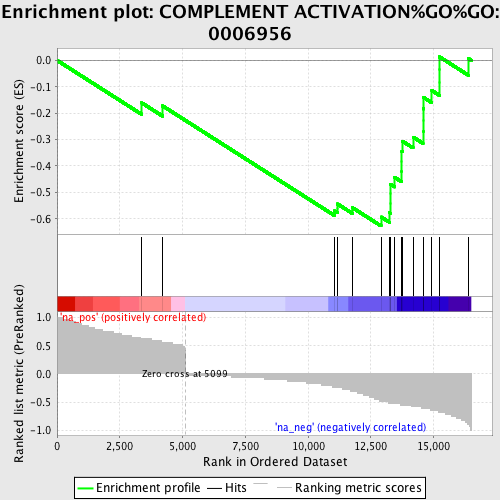 Enrichment plot: COMPLEMENT ACTIVATION%GO%GO:
0006956
Enrichment score (ES)
0.0
-0.1
-0.2
-0.3
-0.4
-0.5
-0.6
Ranked list metric (PreRanked)
1.0
0.5
0.0
-0.5
-1.0
'na_pos' (positively correlated)
Zero cross at 5099
'na_neg' (negatively correlated)
0
2,500
5,000
7,500
10,000
12,500
15,000
Rank in Ordered Dataset
Enrichment profile
Hits
Ranking metric scores